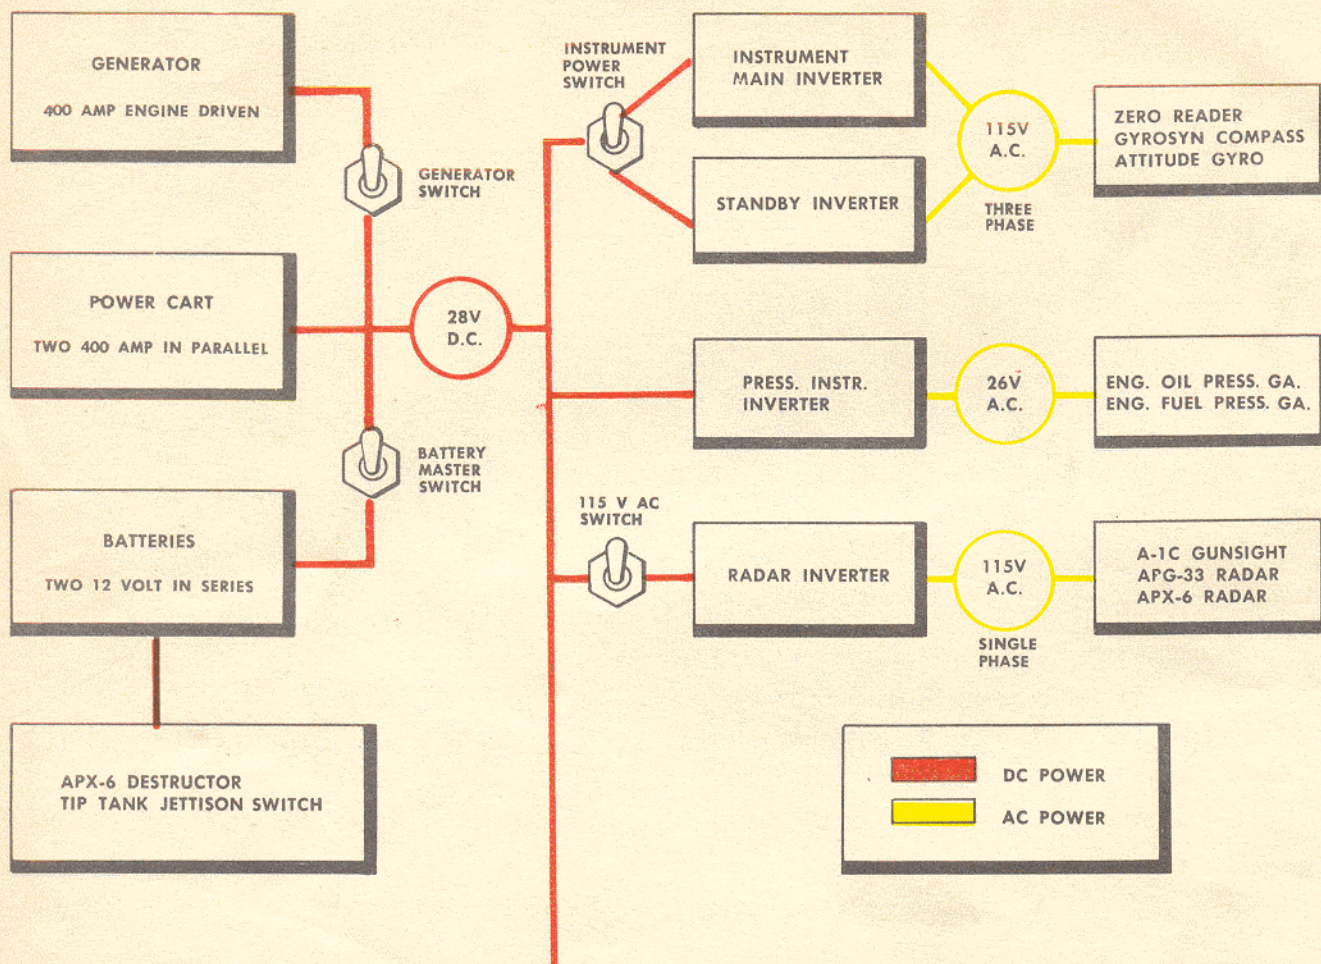 GENERATOR
400 AMP ENGINE DRIVEN
GENERATOR
SWITCH
POWER CART
TWO 400 AMP IN PARALLEL
28V
D.C.
BATTERY
MASTER
SWITCH
BATTERIES
TWO 12 VOLT IN SERIES
APX-6 DESTRUCTOR
TIP TANK JETTISON SWITCH
INSTRUMENT
POWER
SWITCH
INSTRUMENT
MAIN INVERTER
STANDBY INVERTER
115V
A.C.
THREE
PHASE
ZERO READER
GYROSYN COMPASS
ATTITUDE GYRO
PRESS. INSTR.
INVERTER
26V
A.C.
ENG. OIL PRESS. GA.
ENG. FUEL PRESS. GA.
115 V AC
SWITCH
RADAR INVERTER
115V
A.C.
SINGLE
PHASE
A-1C GUNSIGHT
APG-33 RADAR
APX-6 RADAR
DC POWER
AC POWER